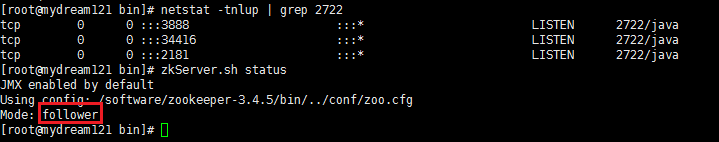 [root@mydream121 bin]# netstat -tnlup | grep 2722
tcp        0      0 :::3888                     :::*                        LISTEN      2722/java
tcp        0      0 :::34416                    :::*                        LISTEN      2722/java
tcp        0      0 :::2181                     :::*                        LISTEN      2722/java
[root@mydream121 bin]# zkServer.sh status
JMX enabled by default
Using config: /software/zookeeper-3.4.5/bin/../conf/zoo.cfg
Mode: follower
[root@mydream121 bin]#